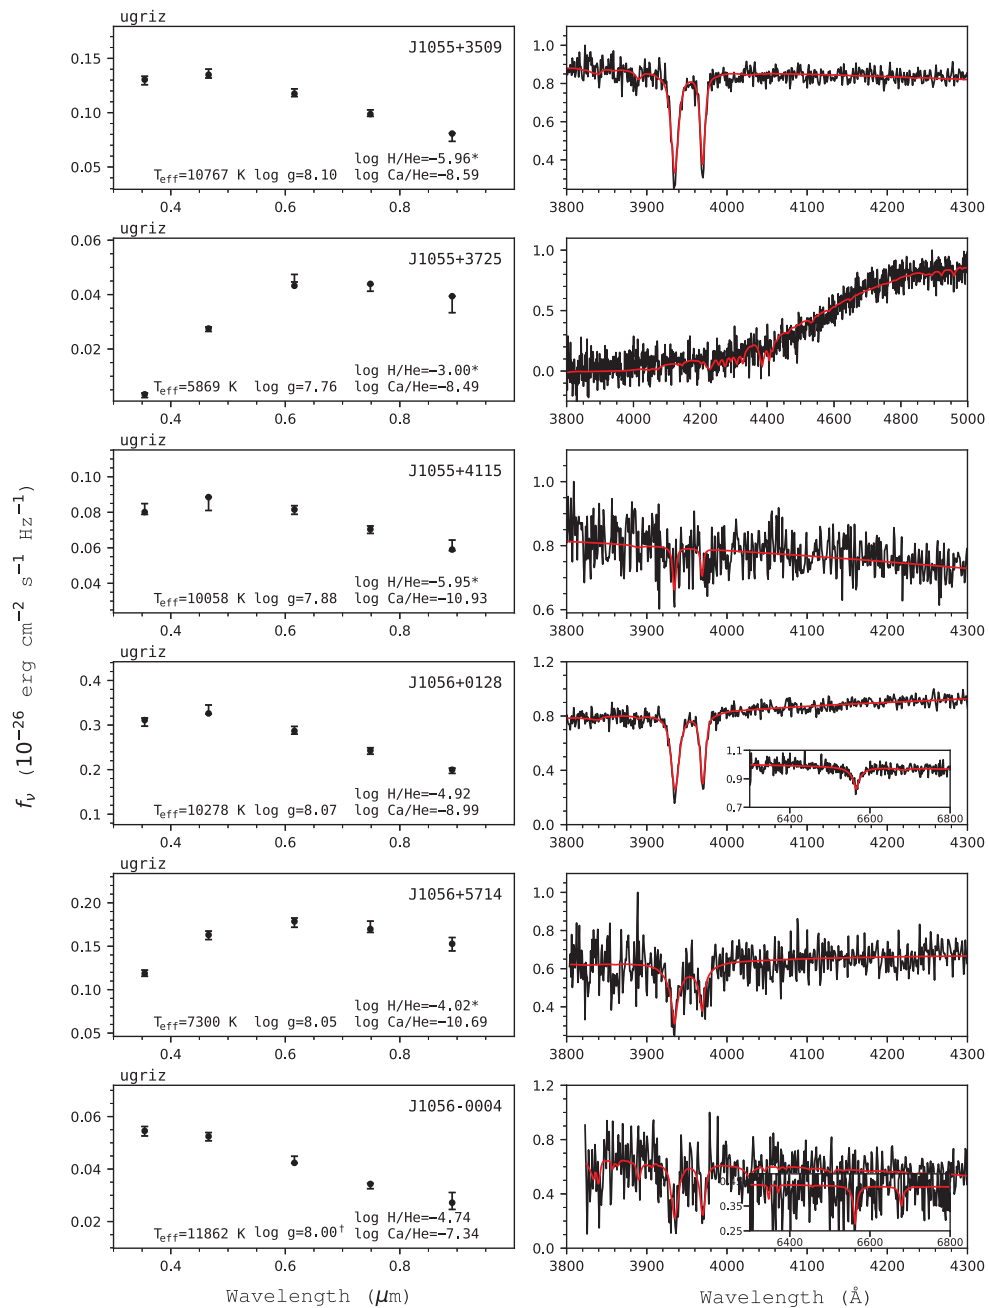 ugriz
J1055+3509
0.15
0.10
0.05
log H/He=−5.96*
T_eff=10767 K log g=8.10 log Ca/He=−8.59
0.4 0.6 0.8
1.0
0.8
0.6
0.4
3800 3900 4000 4100 4200 4300
ugriz
J1055+3725
0.06
0.04
0.02
log H/He=−3.00*
T_eff=5869 K log g=7.76 log Ca/He=−8.49
0.4 0.6 0.8
1.0
0.5
0.0
3800 4000 4200 4400 4600 4800 5000
ugriz
J1055+4115
0.10
0.08
0.06
0.04
log H/He=−5.95*
T_eff=10058 K log g=7.88 log Ca/He=−10.93
0.4 0.6 0.8
1.0
0.8
0.6
3800 3900 4000 4100 4200 4300
ugriz
J1056+0128
0.4
0.3
0.2
0.1
log H/He=−4.92
T_eff=10278 K log g=8.07 log Ca/He=−8.99
0.4 0.6 0.8
1.2
0.8
0.4
0.0
1.1
0.9
0.7
6400 6600 6800
3800 3900 4000 4100 4200 4300
ugriz
J1056+5714
0.20
0.15
0.10
0.05
log H/He=−4.02*
T_eff=7300 K log g=8.05 log Ca/He=−10.69
0.4 0.6 0.8
1.0
0.8
0.6
0.4
3800 3900 4000 4100 4200 4300
ugriz
J1056-0004
0.06
0.04
0.02
log H/He=−4.74
T_eff=11862 K log g=8.00† log Ca/He=−7.34
0.4 0.6 0.8
1.2
0.8
0.4
0.0
0.35
0.25
6400 6600 6800
3800 3900 4000 4100 4200 4300
f_ν (10⁻²⁶ erg cm⁻² s⁻¹ Hz⁻¹)
Wavelength (μm)
Wavelength (Å)